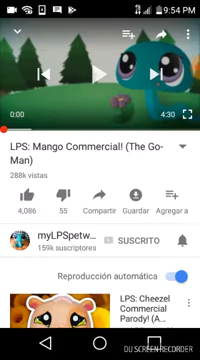 9:54 PM
0:00
4:30
LPS: Mango Commercial! (The Go-
Man)
288k vistas
4,086
55
Compartir
Guardar
Agregar a
myLPSpetw...
159k suscriptores
SUSCRITO
Reproducción automática
LPS: Cheezel
Commercial
Parody! (A...
DU SCREEN RECORDER